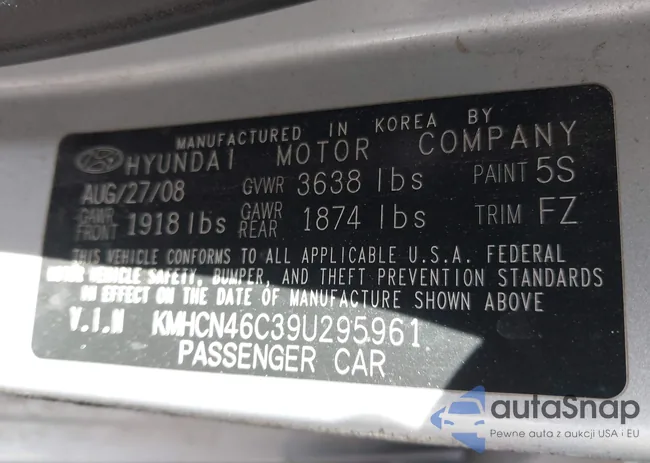 MANUFACTURED IN KOREA BY
HYUNDAI MOTOR COMPANY
AUG/27/08 GVWR 3638 lbs PAINT 5S
GAWR FRONT 1918 lbs GAWR REAR 1874 lbs TRIM FZ
THIS VEHICLE CONFORMS TO ALL APPLICABLE U.S.A. FEDERAL
MOTOR VEHICLE SAFETY, BUMPER, AND THEFT PREVENTION STANDARDS
IN EFFECT ON THE DATE OF MANUFACTURE SHOWN ABOVE
V.I.N KMHCN46C39U295961
PASSENGER CAR
autaSnap
Pewne auta z aukcji USA i EU